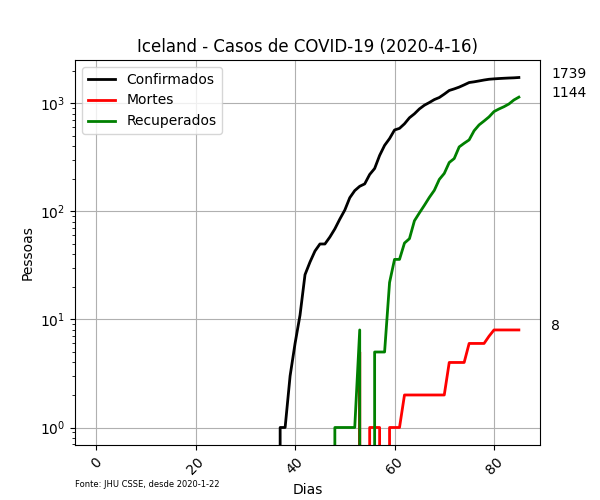 Iceland - Casos de COVID-19 (2020-4-16)
Confirmados
Mortes
Recuperados
1739
1144
8
10³
10²
10¹
10⁰
Pessoas
0
20
40
60
80
Dias
Fonte: JHU CSSE, desde 2020-1-22